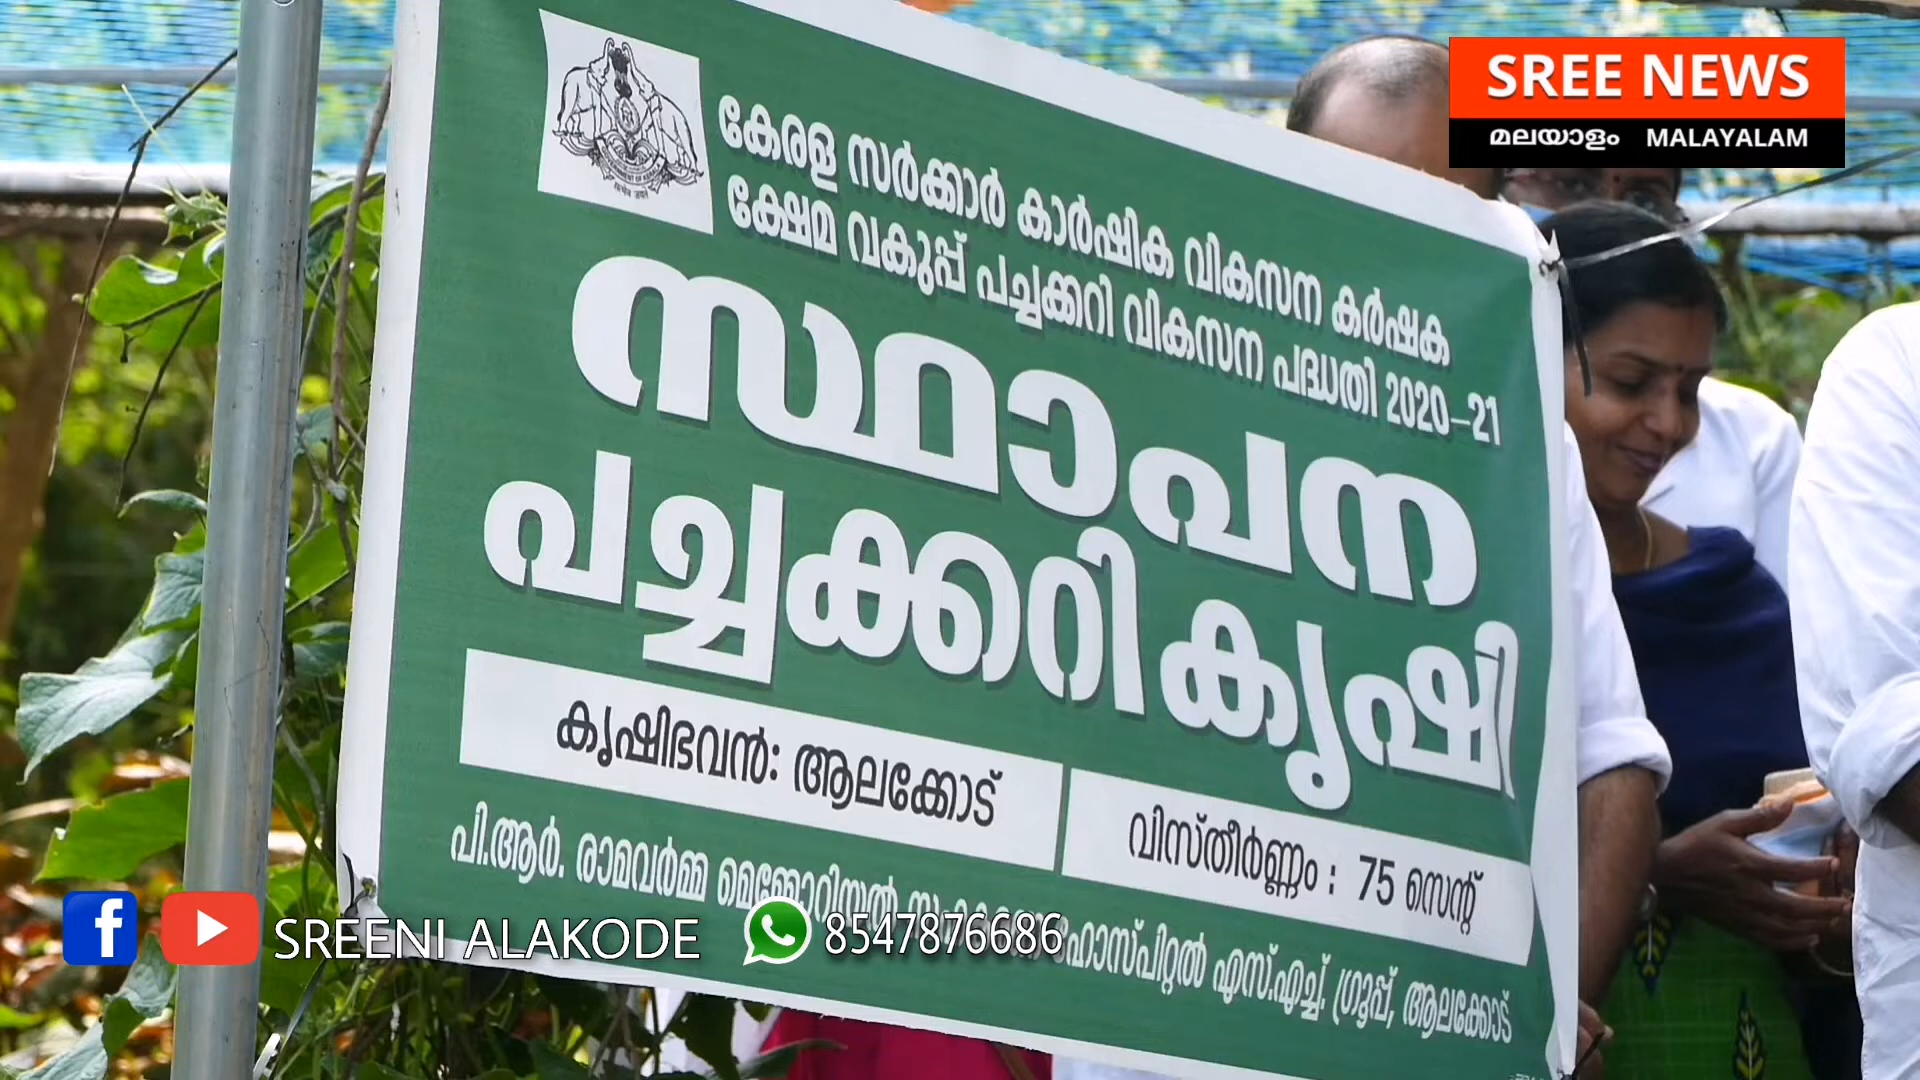 SREE NEWS
മലയാളം MALAYALAM
കേരള സർക്കാർ കാർഷിക വികസന കർഷക
ക്ഷേമ വകുപ്പ് പച്ചക്കറി വികസന പദ്ധതി 2020-21
സ്ഥാപന
പച്ചക്കറി കൃഷി
കൃഷിഭവൻ: ആലക്കോട്
വിസ്തീർണ്ണം : 75 സെന്റ്
പി.ആർ. രാമവർമ്മ മെമ്മോറിയൽ ഹോസ്പിറ്റൽ എസ്.എച്ച്. ഗ്രൂപ്പ്, ആലക്കോട്
SREENI ALAKODE 8547876686